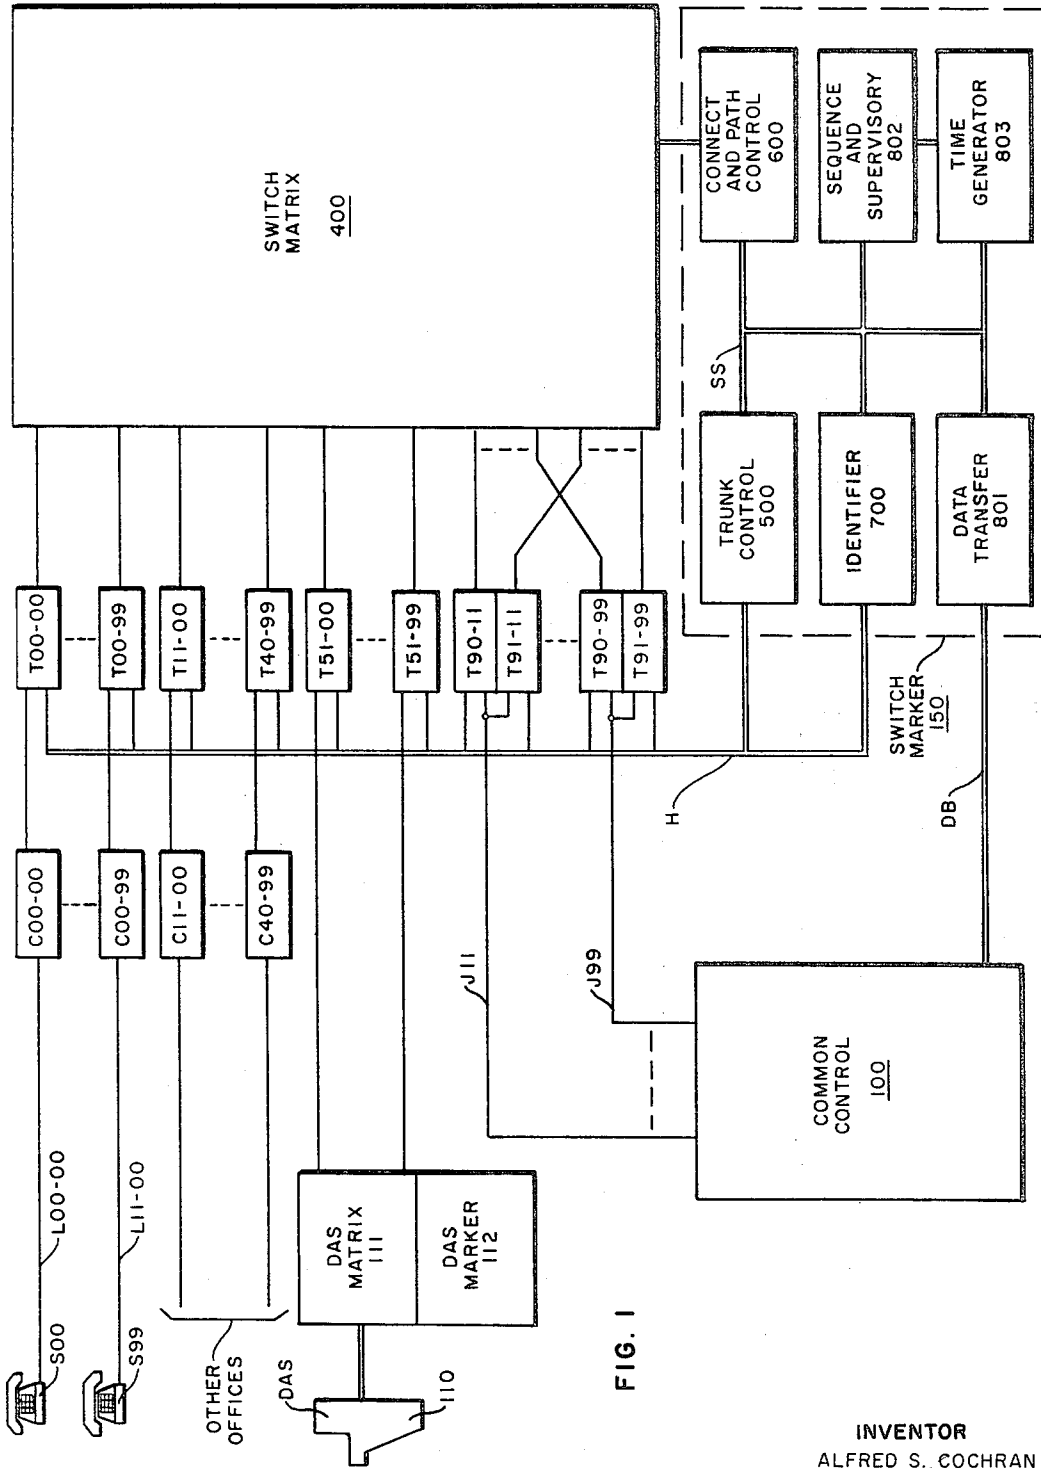 SWITCH
MATRIX
400
CONNECT
AND PATH
CONTROL
600
SEQUENCE
AND
SUPERVISORY
802
TIME
GENERATOR
803
SS
TRUNK
CONTROL
500
IDENTIFIER
700
DATA
TRANSFER
801
SWITCH
MARKER
150
T00-00
T00-99
T11-00
T40-99
T51-00
T51-99
T90-11
T91-11
T90-99
T91-99
H
DB
C00-00
C00-99
C11-00
C40-99
J11
J99
COMMON
CONTROL
100
L00-00
L11-00
S00
S99
OTHER
OFFICES
DAS
MATRIX
111
DAS
MARKER
112
DAS
110
FIG. 1
INVENTOR
ALFRED S. COCHRAN